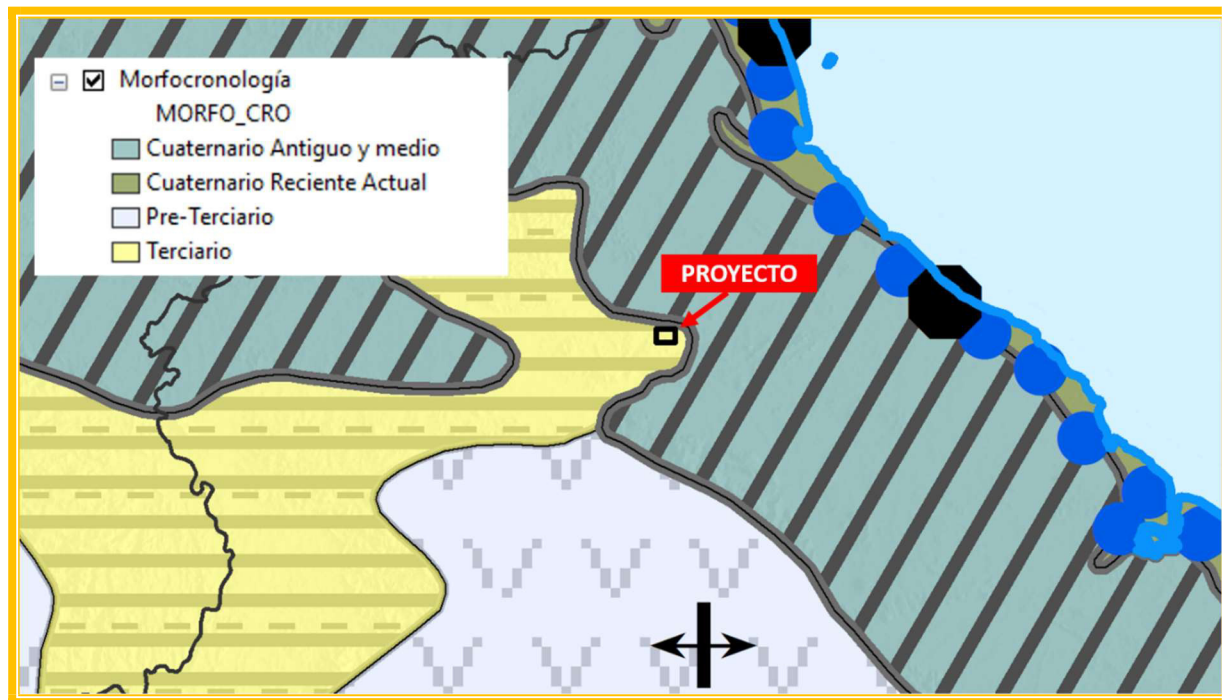 Morfocronología
MORFO_CRO
Cuaternario Antiguo y medio
Cuaternario Reciente Actual
Pre-Terciario
Terciario
PROYECTO